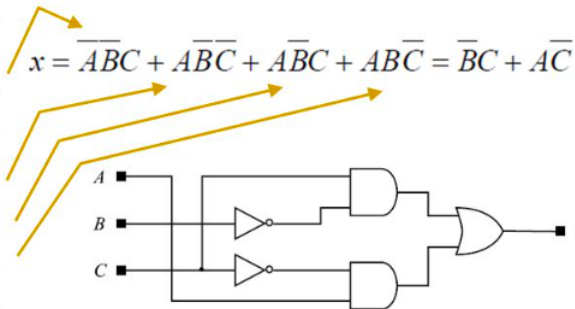 x = A̅B̅C + AB̅C̅ + AB̅C + ABC̅ = B̅C + AC̅
A
B
C